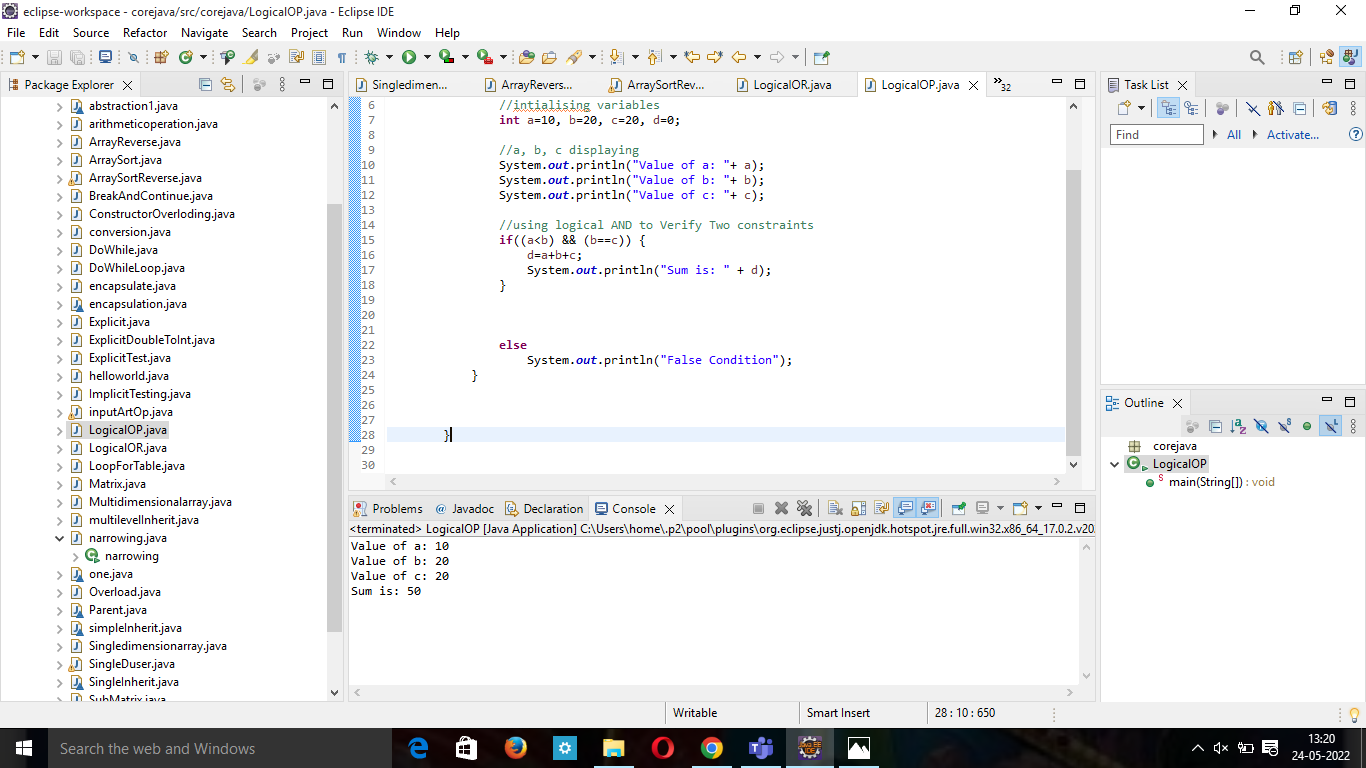 eclipse-workspace - corejava/src/corejava/LogicalOP.java - Eclipse IDE
File Edit Source Refactor Navigate Search Project Run Window Help
Package Explorer
abstraction1.java
arithmeticoperation.java
ArrayReverse.java
ArraySort.java
ArraySortReverse.java
BreakAndContinue.java
ConstructorOverloding.java
conversion.java
DoWhile.java
DoWhileLoop.java
encapsulate.java
encapsulation.java
Explicit.java
ExplicitDoubleToInt.java
ExplicitTest.java
helloworld.java
ImplicitTesting.java
inputArtOp.java
LogicalOP.java
LogicalOR.java
LoopForTable.java
Matrix.java
Multidimensionalarray.java
multilevelInherit.java
narrowing.java
narrowing
one.java
Overload.java
Parent.java
simpleInherit.java
Singledimensionarray.java
SingleDuser.java
SingleInherit.java
SubMatrix.java
Singledimen... ArrayRevers... ArraySortRev... LogicalOR.java LogicalOP.java »32
6 //intialising variables
7 int a=10, b=20, c=20, d=0;
8
9 //a, b, c displaying
10 System.out.println("Value of a: "+ a);
11 System.out.println("Value of b: "+ b);
12 System.out.println("Value of c: "+ c);
13
14 //using logical AND to Verify Two constraints
15 if((a<b) && (b==c)) {
16 d=a+b+c;
17 System.out.println("Sum is: " + d);
18 }
19
20
21
22 else
23 System.out.println("False Condition");
24 }
25
26
27
28 }
29
30
Problems @ Javadoc Declaration Console
<terminated> LogicalOP [Java Application] C:\Users\home\.p2\pool\plugins\org.eclipse.justj.openjdk.hotspot.jre.full.win32.x86_64_17.0.2.v20
Value of a: 10
Value of b: 20
Value of c: 20
Sum is: 50
Task List
Find All Activate...
Outline
corejava
LogicalOP
main(String[]) : void
Writable Smart Insert 28 : 10 : 650
Search the web and Windows
13:20
24-05-2022